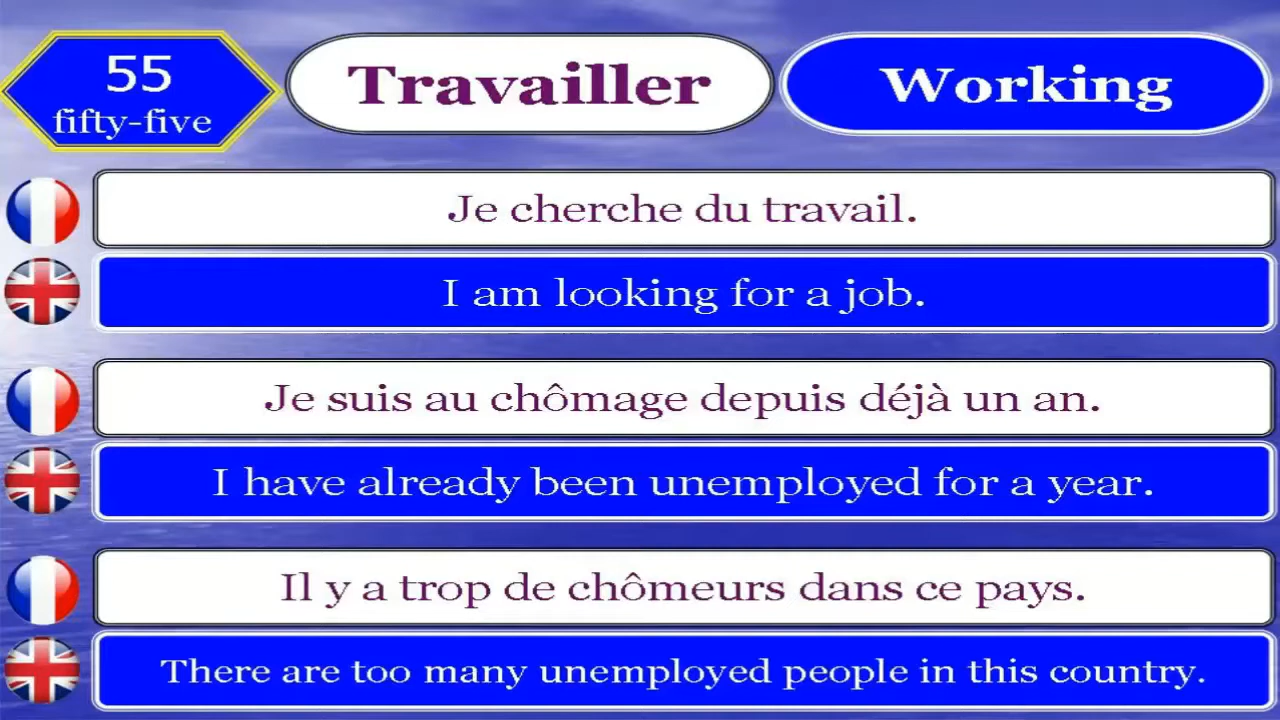 55
fifty-five
Travailler
Working
Je cherche du travail.
I am looking for a job.
Je suis au chômage depuis déjà un an.
I have already been unemployed for a year.
Il y a trop de chômeurs dans ce pays.
There are too many unemployed people in this country.